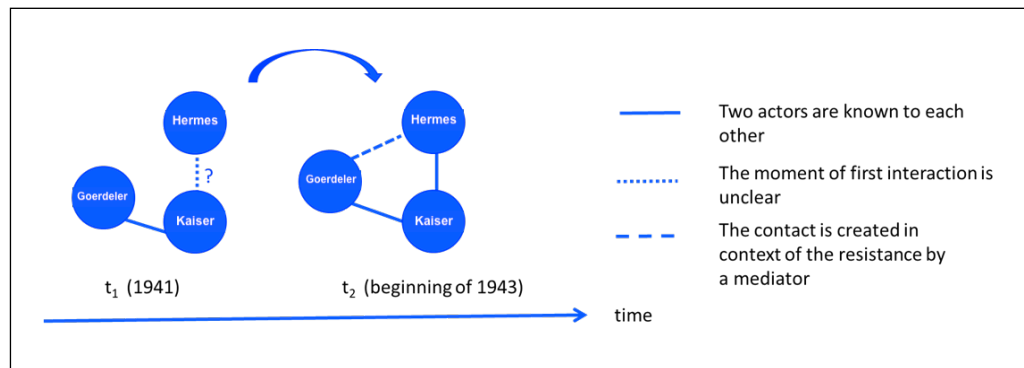 Hermes
?
Goerdeler
Kaiser
t₁ (1941)
Hermes
Goerdeler
Kaiser
t₂ (beginning of 1943)
time
Two actors are known to each
other
The moment of first interaction is
unclear
The contact is created in
context of the resistance by
a mediator